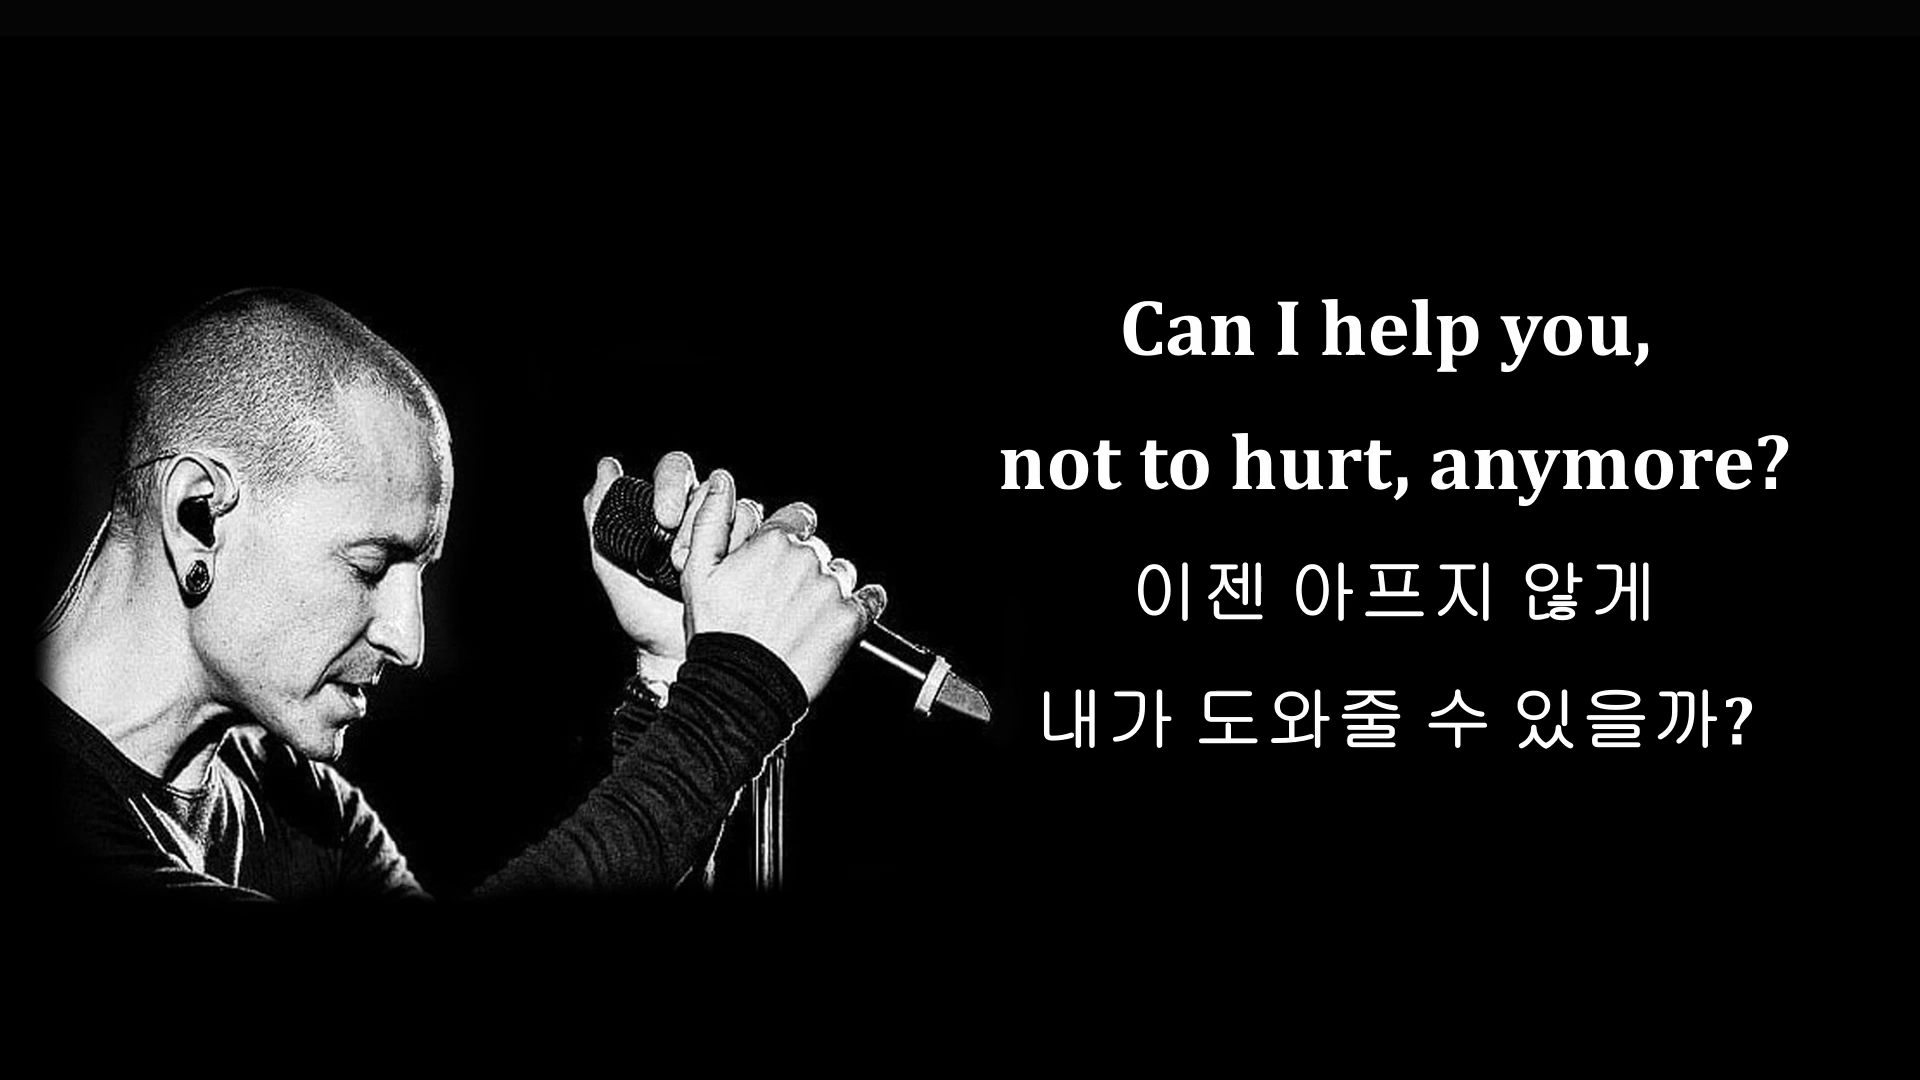 Can I help you,
not to hurt, anymore?
이젠 아프지 않게
내가 도와줄 수 있을까?